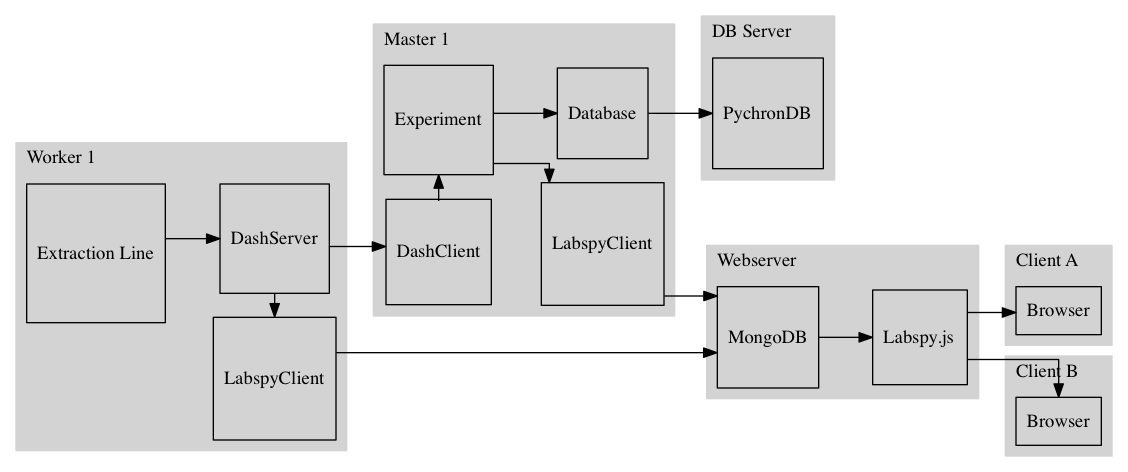 Worker 1
Extraction Line
DashServer
LabspyClient
Master 1
Experiment
Database
DashClient
LabspyClient
DB Server
PychronDB
Webserver
MongoDB
Labspy.js
Client A
Browser
Client B
Browser